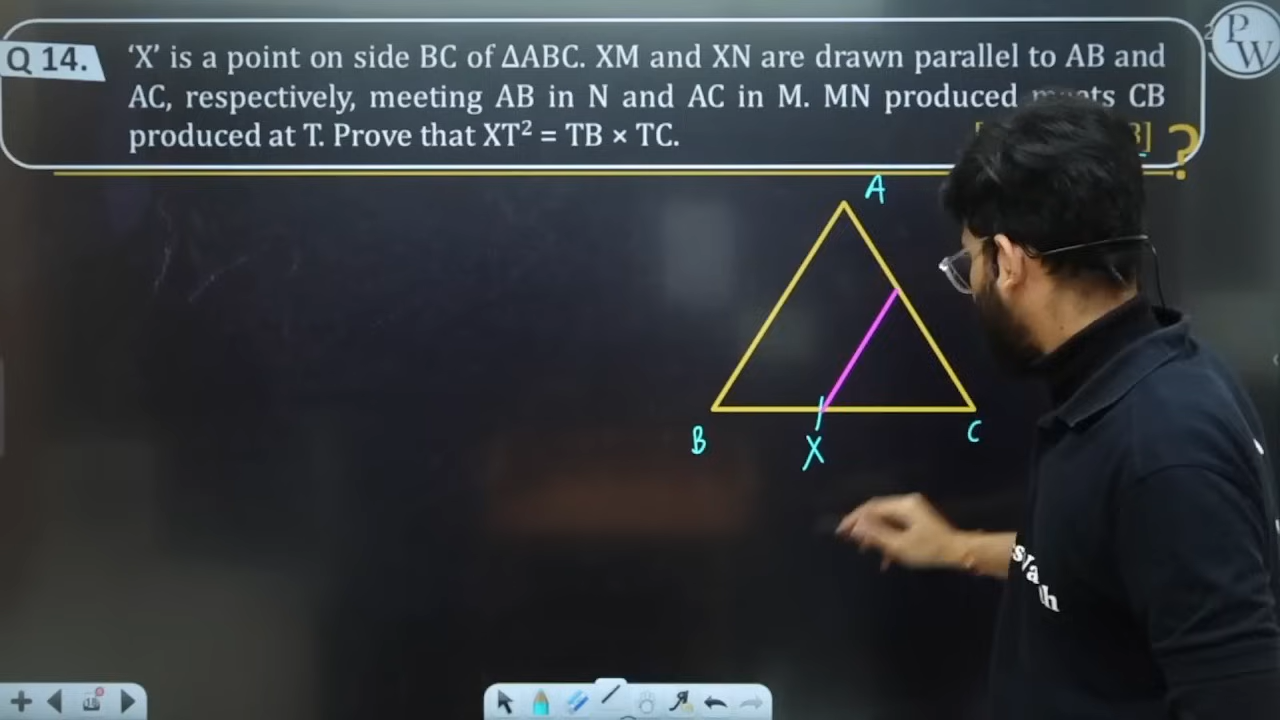 Q 14.
'X' is a point on side BC of ΔABC. XM and XN are drawn parallel to AB and
AC, respectively, meeting AB in N and AC in M. MN produced CB
produced at T. Prove that XT² = TB × TC.
?
P
W
A
B
X
C